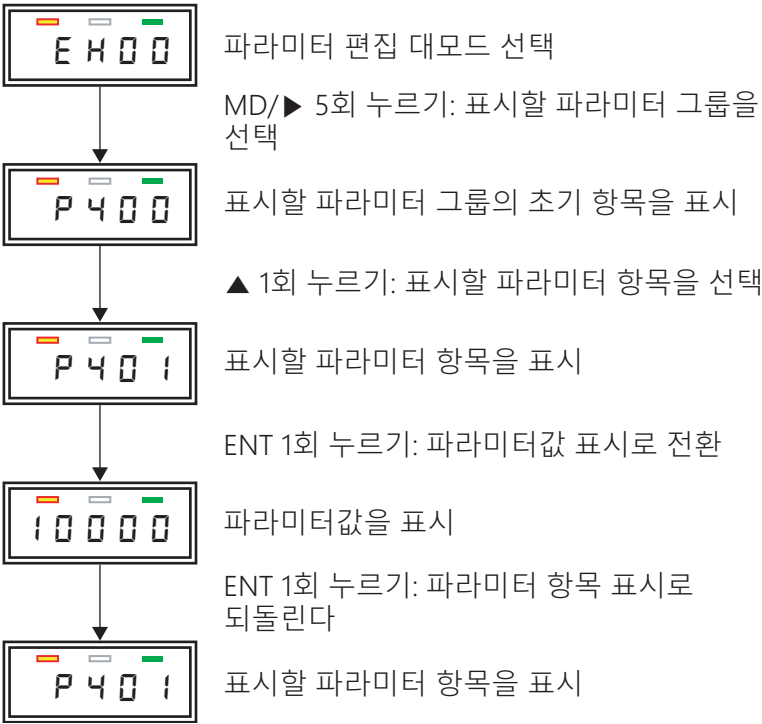 EH00
파라미터 편집 대모드 선택
MD/▶ 5회 누르기: 표시할 파라미터 그룹을
선택
P400
표시할 파라미터 그룹의 초기 항목을 표시
▲ 1회 누르기: 표시할 파라미터 항목을 선택
P401
표시할 파라미터 항목을 표시
ENT 1회 누르기: 파라미터값 표시로 전환
10000
파라미터값을 표시
ENT 1회 누르기: 파라미터 항목 표시로
되돌린다
P401
표시할 파라미터 항목을 표시